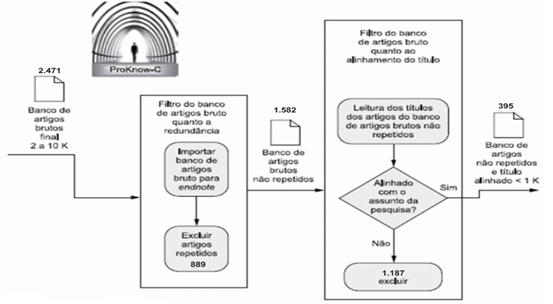 ProKnow-C
2.471
Banco de
artigos
brutos
final
2 a 10 K
Filtro do banco
de artigos bruto
quanto a
redundância
Importar
banco de
artigos
bruto para
endnote
Excluir
artigos
repetidos
889
1.582
Banco de
artigos
brutos
não repetidos
Filtro do banco
de artigos bruto
quanto ao
alinhamento do título
Leitura dos títulos
dos artigos do banco
de artigos brutos não
repetidos
Alinhado
com o
assunto da
pesquisa?
Sim
Não
1.187
excluir
395
Banco de
artigos
não repetidos
e título
alinhado < 1 K